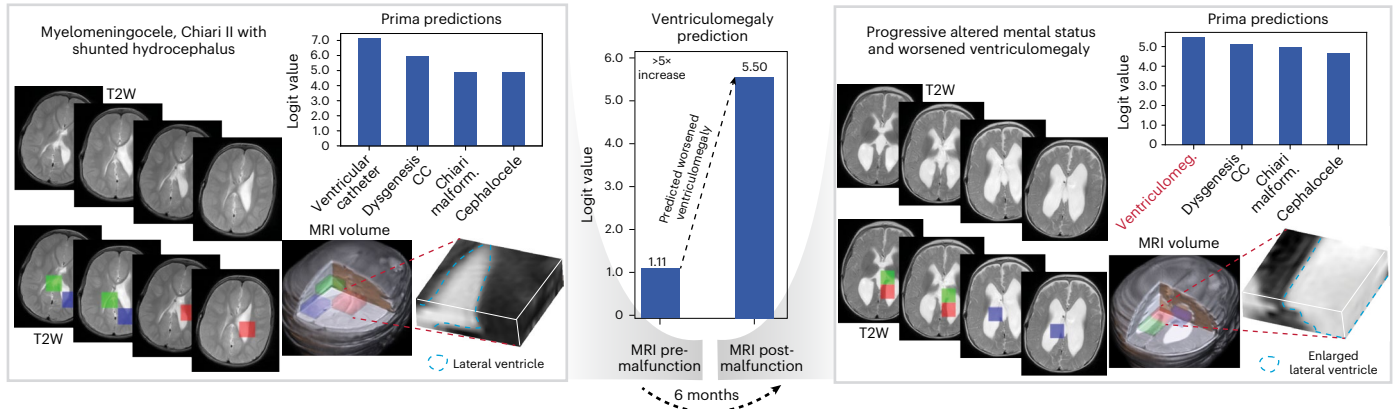 Myelomeningocele, Chiari II with
shunted hydrocephalus
T2W
Prima predictions
Logit value
7.0
6.0
5.0
4.0
3.0
2.0
1.0
0
Ventricular
catheter
Dysgenesis
CC
Chiari
malform.
Cephalocele
T2W
MRI volume
Lateral ventricle
Ventriculomegaly
prediction
Logit value
6.0
5.0
4.0
3.0
2.0
1.0
0
>5×
increase
5.50
1.11
Predicted worsened
ventriculomegaly
MRI pre-
malfunction
MRI post-
malfunction
6 months
Progressive altered mental status
and worsened ventriculomegaly
T2W
Prima predictions
Logit value
5.0
4.0
3.0
2.0
1.0
0
Ventriculomeg.
Dysgenesis
CC
Chiari
malform.
Cephalocele
T2W
MRI volume
Enlarged
lateral ventricle